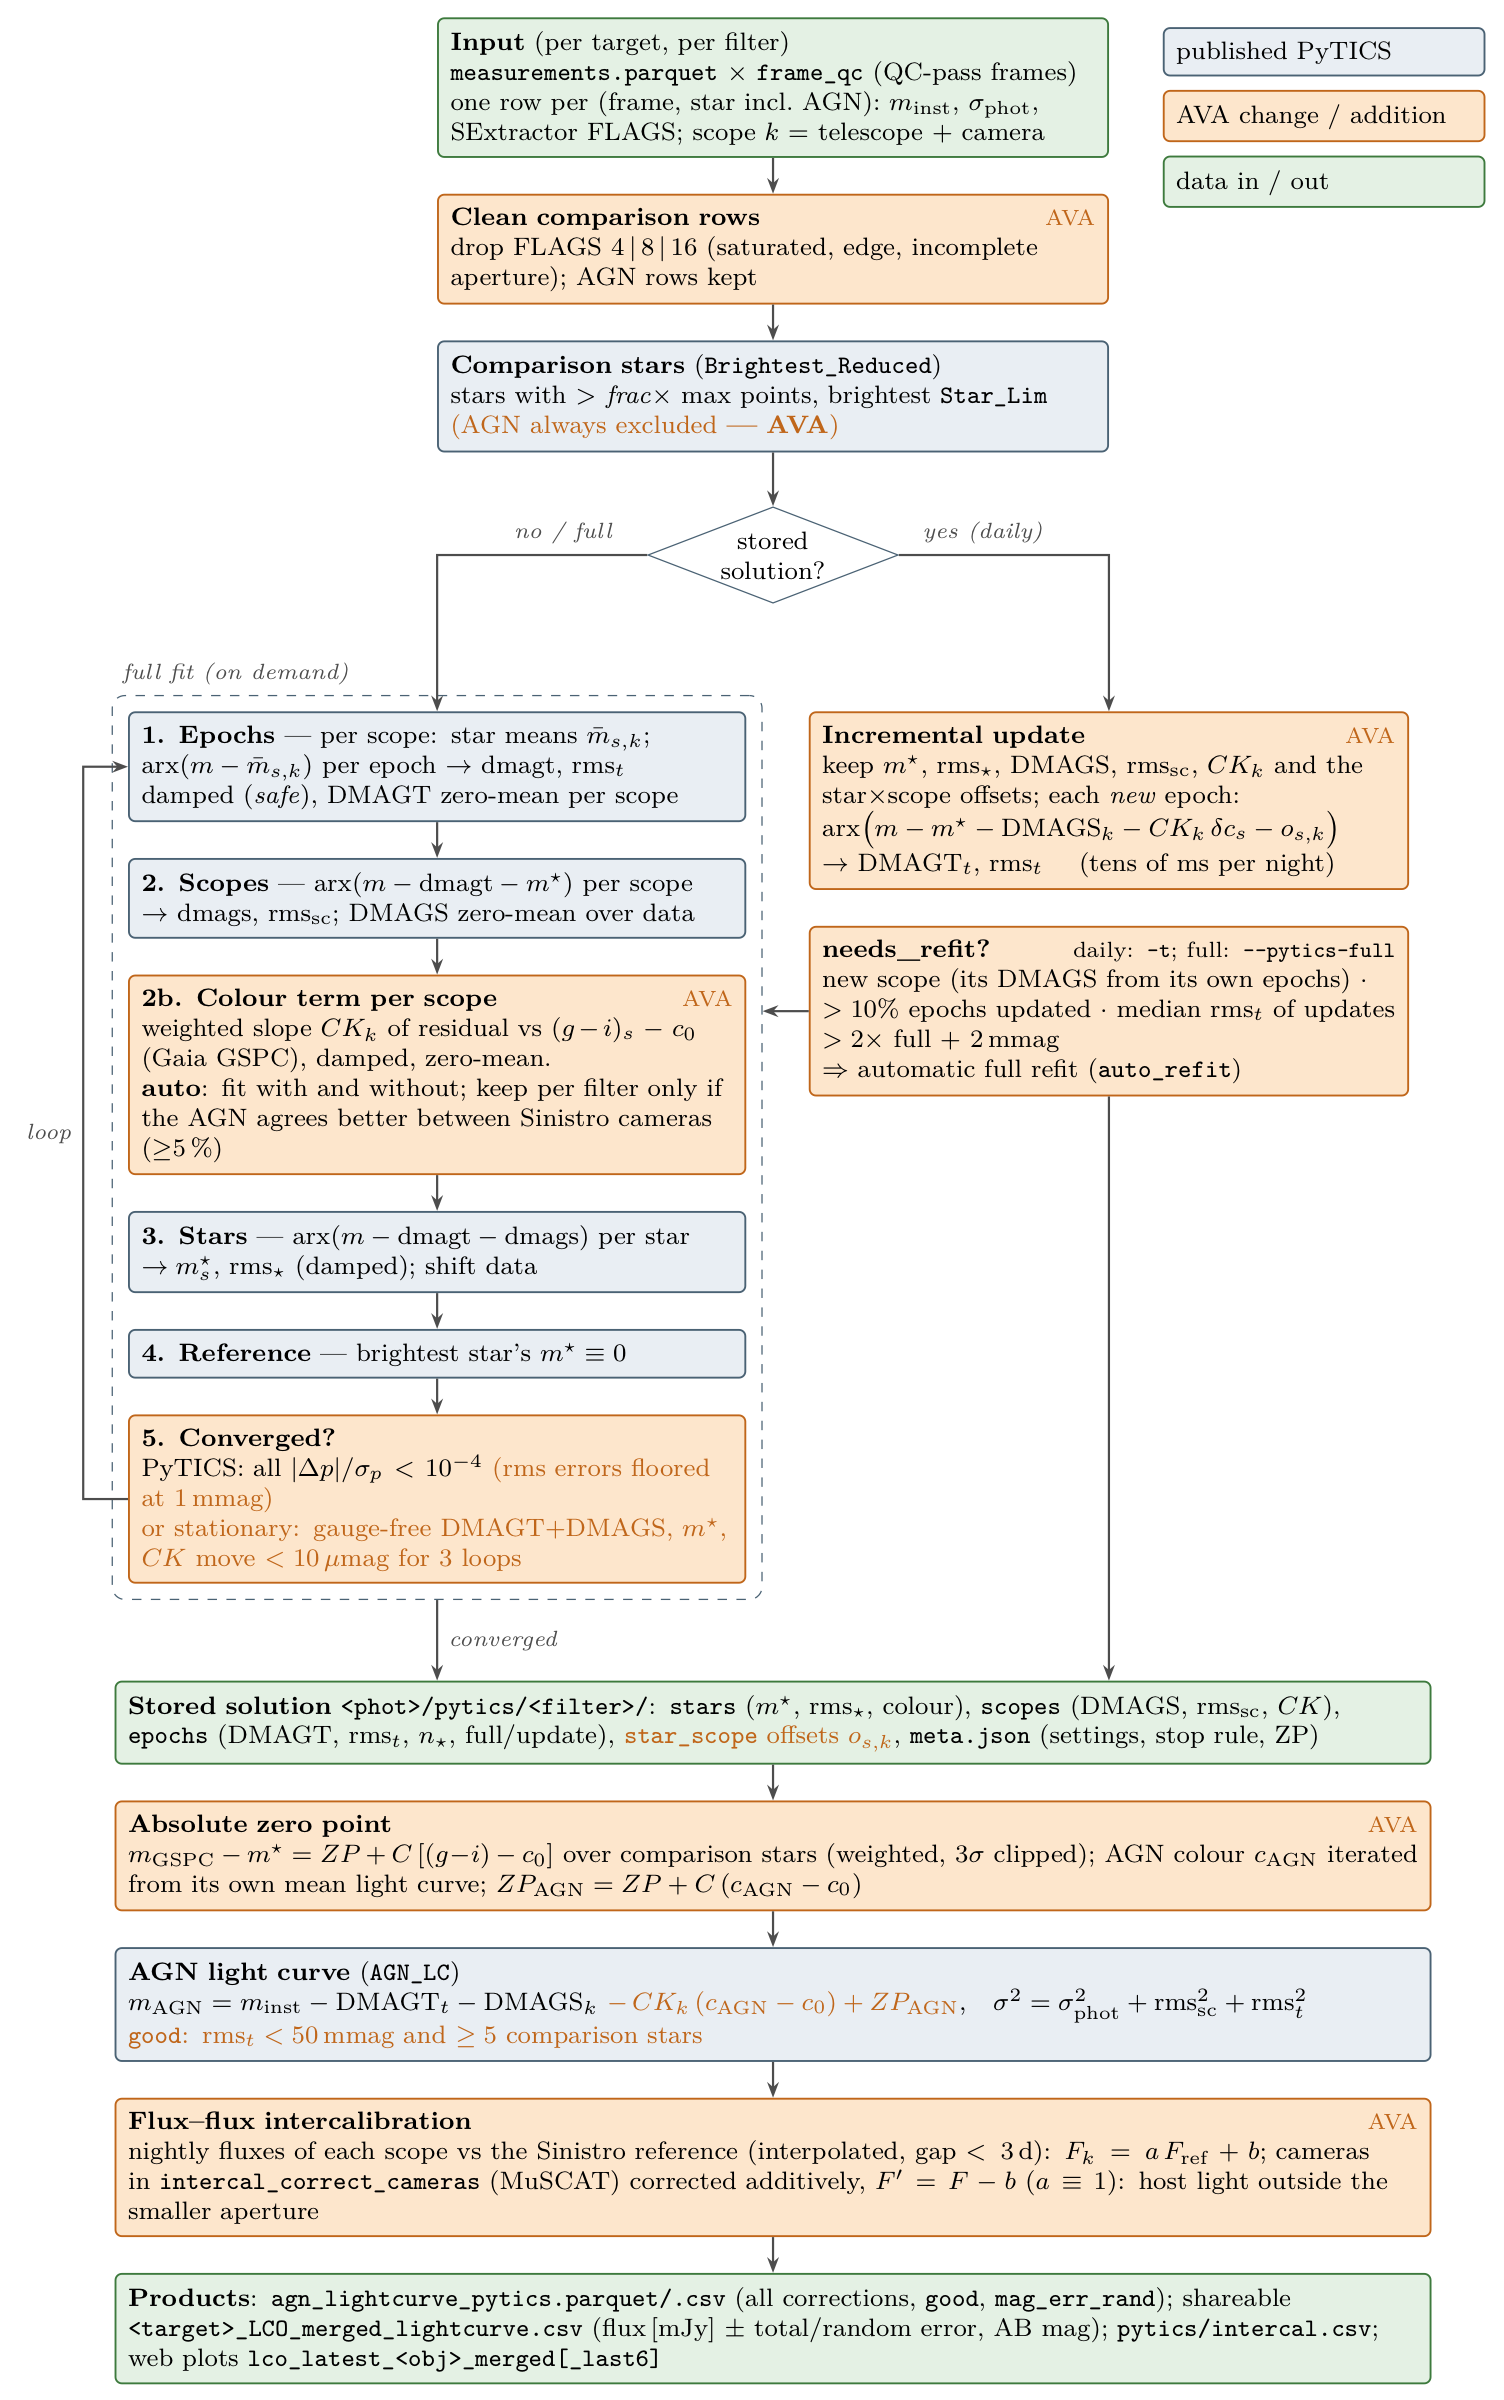 Input (per target, per filter)
measurements.parquet × frame_qc (QC-pass frames)
one row per (frame, star incl. AGN): m_inst, σ_phot,
SExtractor FLAGS; scope k = telescope + camera
published PyTICS
AVA change / addition
data in / out
Clean comparison rows AVA
drop FLAGS 4 | 8 | 16 (saturated, edge, incomplete
aperture); AGN rows kept
Comparison stars (Brightest_Reduced)
stars with > frac× max points, brightest Star_Lim
(AGN always excluded — AVA)
stored
solution?
no / full
yes (daily)
full fit (on demand)
1. Epochs — per scope: star means m̄_{s,k};
arx(m − m̄_{s,k}) per epoch → dmagt, rms_t
damped (safe), DMAGT zero-mean per scope
2. Scopes — arx(m − dmagt − m⋆) per scope
→ dmags, rms_sc; DMAGS zero-mean over data
2b. Colour term per scope AVA
weighted slope CK_k of residual vs (g − i)_s − c_0
(Gaia GSPC), damped, zero-mean.
auto: fit with and without; keep per filter only if
the AGN agrees better between Sinistro cameras
(≥5 %)
3. Stars — arx(m − dmagt − dmags) per star
→ m⋆_s, rms_⋆ (damped); shift data
4. Reference — brightest star's m⋆ ≡ 0
5. Converged?
PyTICS: all |Δp|/σ_p < 10⁻⁴ (rms errors floored
at 1 mmag)
or stationary: gauge-free DMAGT+DMAGS, m⋆,
CK move < 10 μmag for 3 loops
loop
converged
Incremental update AVA
keep m⋆, rms_⋆, DMAGS, rms_sc, CK_k and the
star×scope offsets; each new epoch:
arx(m − m⋆ − DMAGS_k − CK_k δc_s − o_{s,k})
→ DMAGT_t, rms_t (tens of ms per night)
needs_refit? daily: -t; full: --pytics-full
new scope (its DMAGS from its own epochs) ·
> 10% epochs updated · median rms_t of updates
> 2× full + 2 mmag
⇒ automatic full refit (auto_refit)
Stored solution <phot>/pytics/<filter>/: stars (m⋆, rms_⋆, colour), scopes (DMAGS, rms_sc, CK),
epochs (DMAGT, rms_t, n_⋆, full/update), star_scope offsets o_{s,k}, meta.json (settings, stop rule, ZP)
Absolute zero point AVA
m_GSPC − m⋆ = ZP + C [(g−i) − c_0] over comparison stars (weighted, 3σ clipped); AGN colour c_AGN iterated
from its own mean light curve; ZP_AGN = ZP + C (c_AGN − c_0)
AGN light curve (AGN_LC)
m_AGN = m_inst − DMAGT_t − DMAGS_k − CK_k (c_AGN − c_0) + ZP_AGN, σ² = σ²_phot + rms²_sc + rms²_t
good: rms_t < 50 mmag and ≥ 5 comparison stars
Flux–flux intercalibration AVA
nightly fluxes of each scope vs the Sinistro reference (interpolated, gap < 3 d): F_k = a F_ref + b; cameras
in intercal_correct_cameras (MuSCAT) corrected additively, F′ = F − b (a ≡ 1): host light outside the
smaller aperture
Products: agn_lightcurve_pytics.parquet/.csv (all corrections, good, mag_err_rand); shareable
<target>_LCO_merged_lightcurve.csv (flux [mJy] ± total/random error, AB mag); pytics/intercal.csv;
web plots lco_latest_<obj>_merged[_last6]